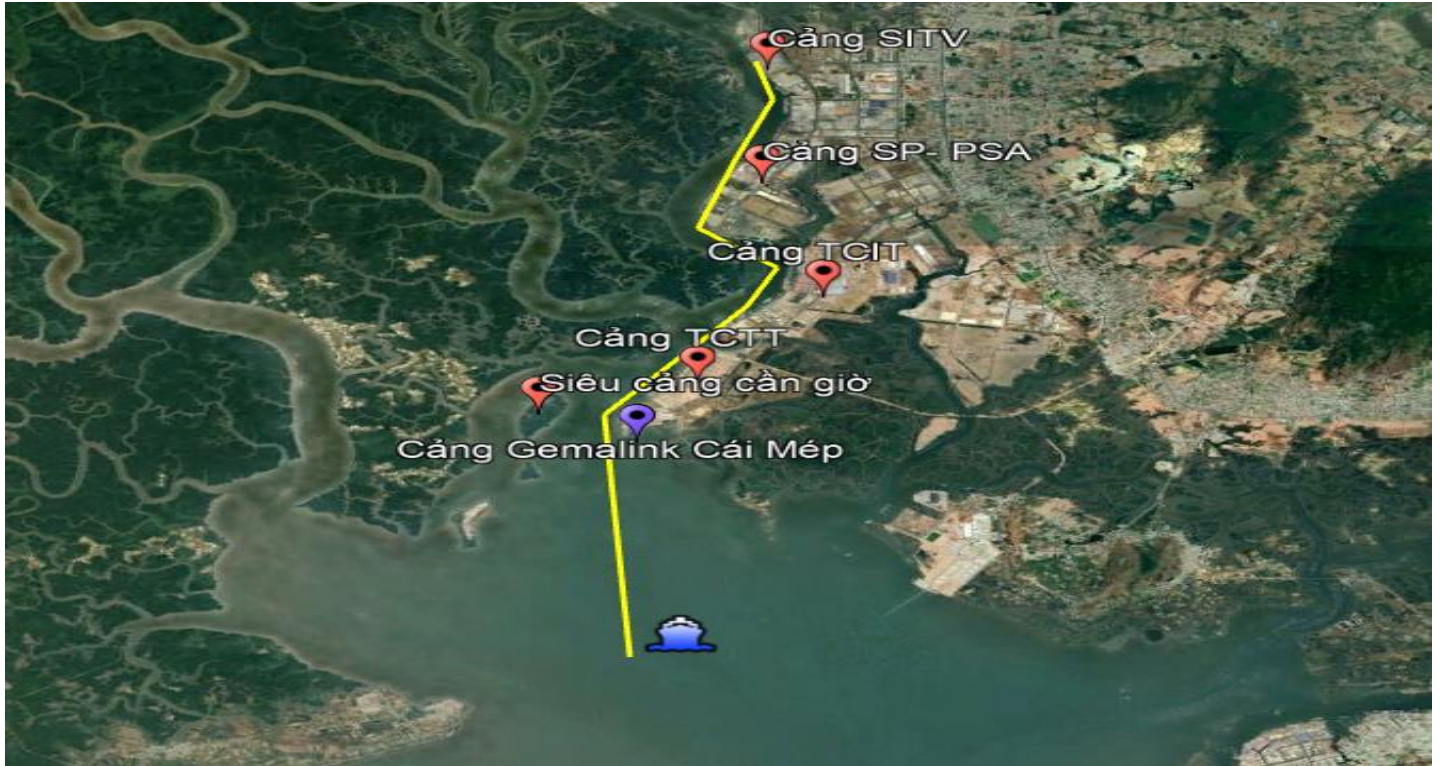 Cảng SITV
Cảng SP- PSA
Cảng TCIT
Cảng TCTT
Siêu cảng cần giờ
Cảng Gemalink Cái Mép